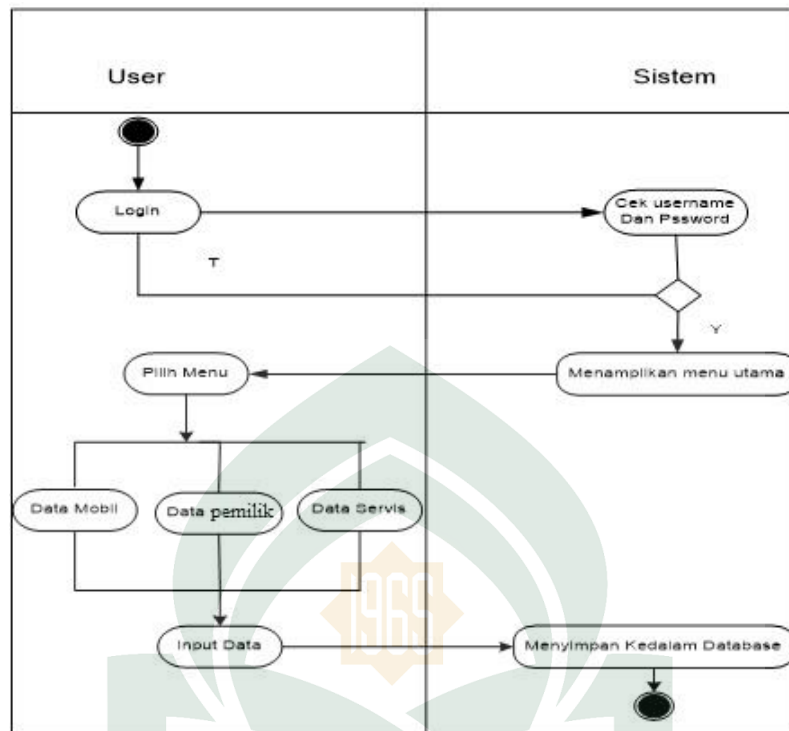 User
Sistem
Login
Cek username
Dan Pssword
T
Y
Pilih Menu
Menampilkan menu utama
Data Mobil
Data pemilik
Data Servis
1965
Input Data
Menyimpan Kedalam Database